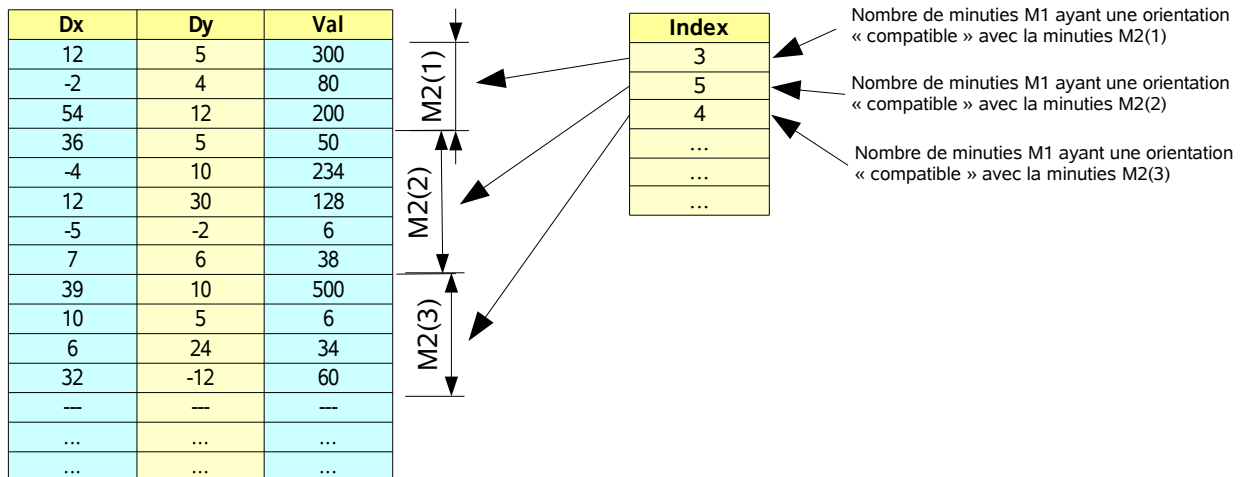 Dx Dy Val
12 5 300
-2 4 80
54 12 200
36 5 50
-4 10 234
12 30 128
-5 -2 6
7 6 38
39 10 500
10 5 6
6 24 34
32 -12 60
--- --- ---
... ... ...
... ... ...
M2(1)
M2(2)
M2(3)
Index
3
5
4
...
...
...
Nombre de minuties M1 ayant une orientation
« compatible » avec la minuties M2(1)
Nombre de minuties M1 ayant une orientation
« compatible » avec la minuties M2(2)
Nombre de minuties M1 ayant une orientation
« compatible » avec la minuties M2(3)